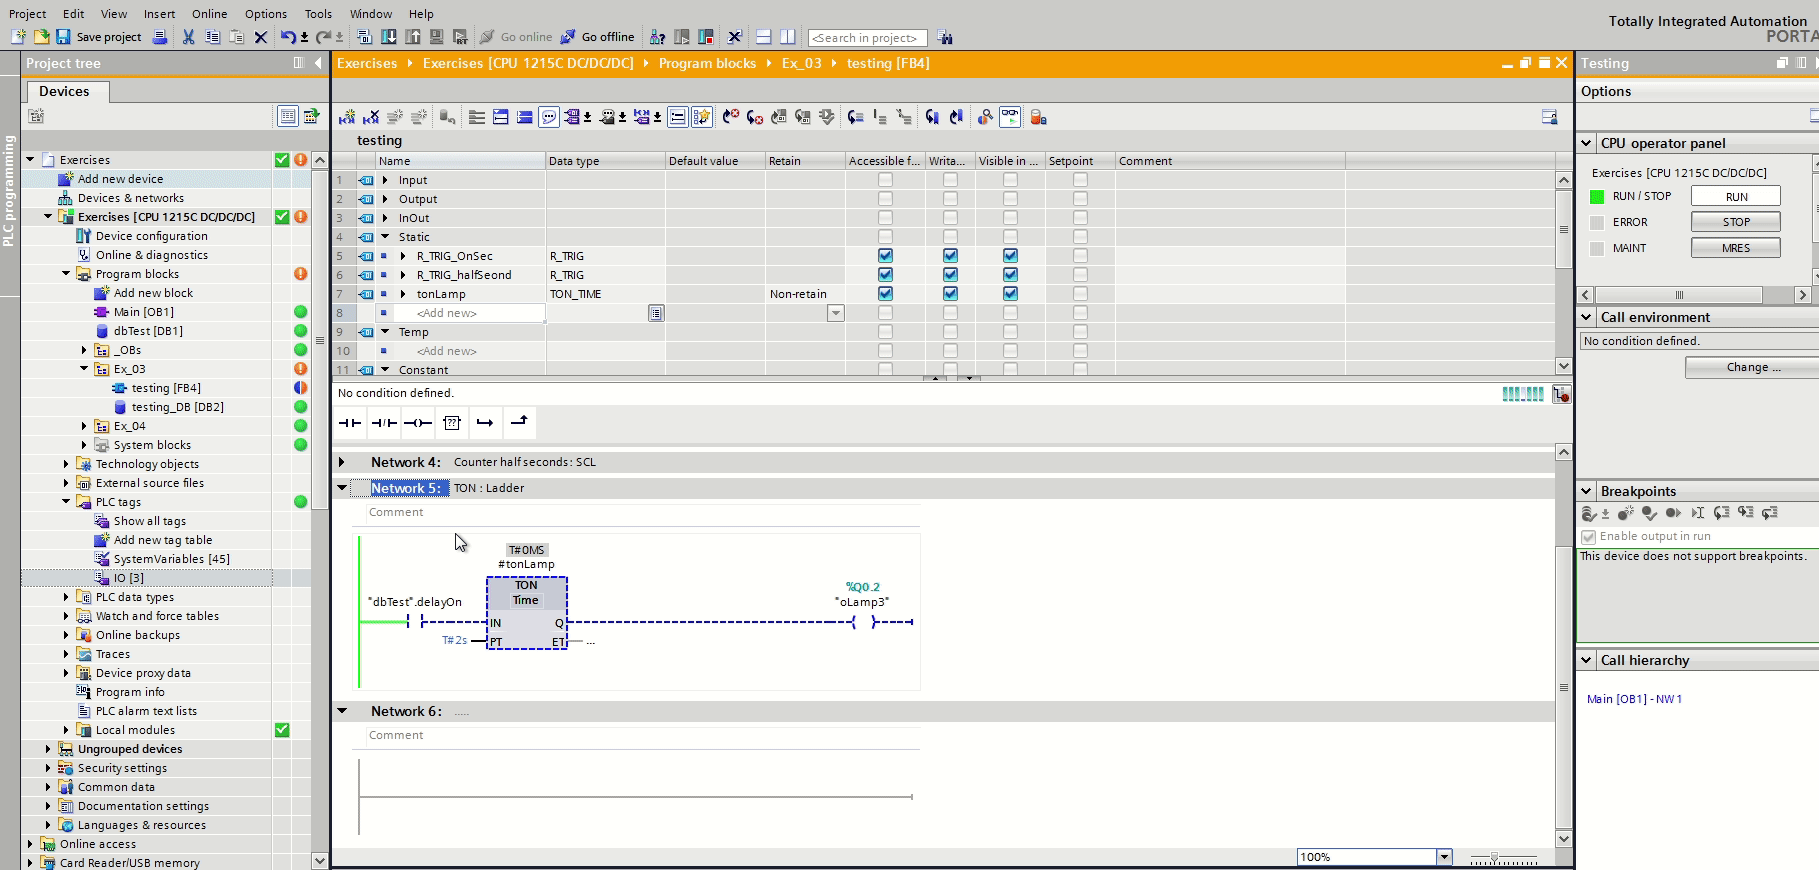 Project Edit View Insert Online Options Tools Window Help
Totally Integrated Automation
PORTA
Save project Go online Go offline <Search in project>
Project tree
Exercises Exercises [CPU 1215C DC/DC/DC] Program blocks Ex_03 testing [FB4]
Testing
Devices
Options
PLC programming
Exercises
Add new device
Devices & networks
Exercises [CPU 1215C DC/DC/DC]
Device configuration
Online & diagnostics
Program blocks
Add new block
Main [OB1]
dbTest [DB1]
_OBs
Ex_03
testing [FB4]
testing_DB [DB2]
Ex_04
System blocks
Technology objects
External source files
PLC tags
Show all tags
Add new tag table
SystemVariables [45]
IO [3]
PLC data types
Watch and force tables
Online backups
Traces
Device proxy data
Program info
PLC alarm text lists
Local modules
Ungrouped devices
Security settings
Common data
Documentation settings
Languages & resources
Online access
Card Reader/USB memory
testing
Name Data type Default value Retain Accessible f... Writa... Visible in ... Setpoint Comment
1 Input
2 Output
3 InOut
4 Static
5 R_TRIG_OnSec R_TRIG
6 R_TRIG_halfSeond R_TRIG
7 tonLamp TON_TIME Non-retain
8 <Add new>
9 Temp
10 <Add new>
11 Constant
No condition defined.
Network 4: Counter half seconds: SCL
Network 5: TON : Ladder
Comment
T#0MS
#tonLamp
TON
Time
%Q0.2
"dbTest".delayOn
"oLamp3"
IN Q
T#2s PT ET ...
Network 6: .....
Comment
100%
CPU operator panel
Exercises [CPU 1215C DC/DC/DC]
RUN / STOP RUN
ERROR STOP
MAINT MRES
Call environment
No condition defined.
Change ...
Breakpoints
Enable output in run
This device does not support breakpoints.
Call hierarchy
Main [OB1] - NW1